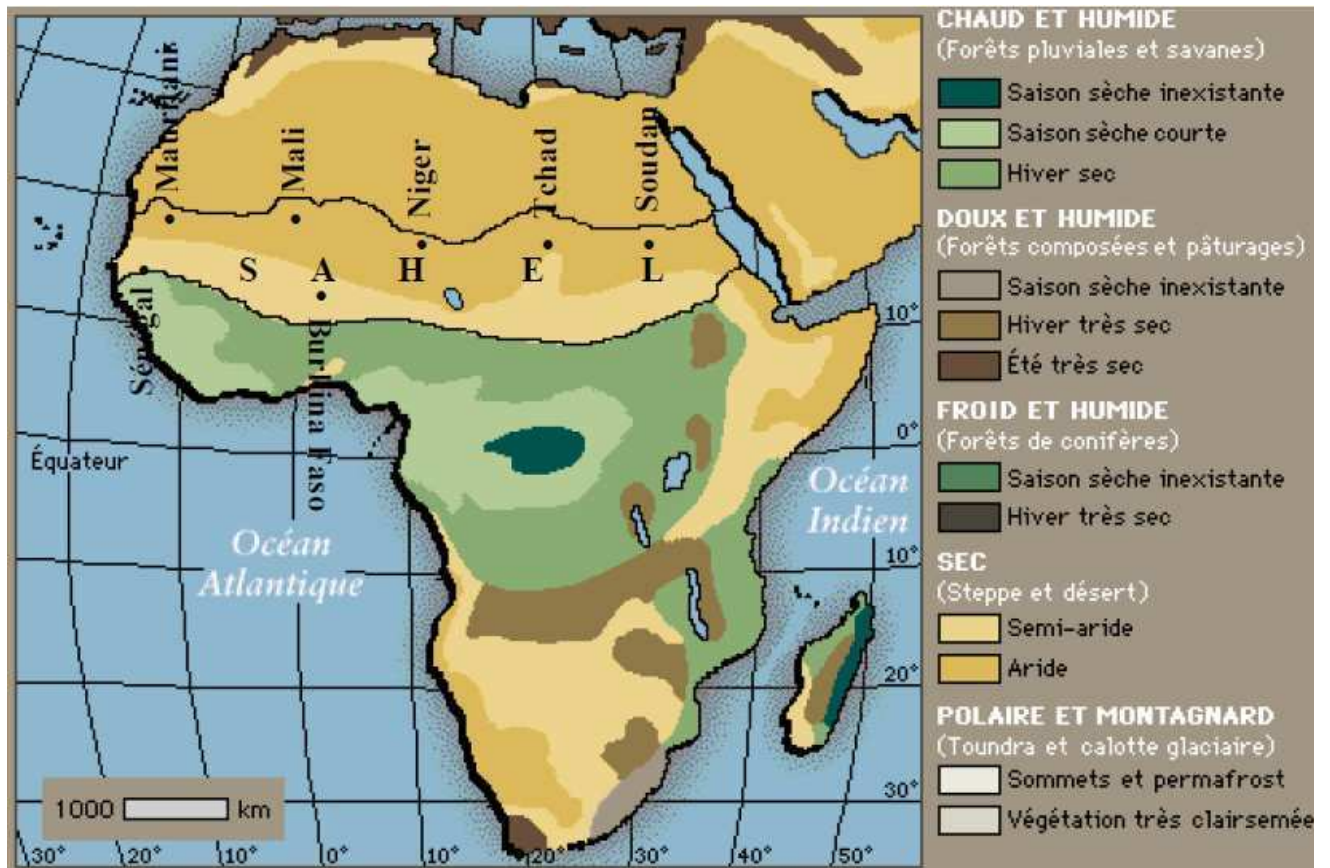 Mauritanie
Mali
Niger
Tchad
Soudan
S A H E L
Sénégal
Burkina Faso
Équateur
Océan
Atlantique
Océan
Indien
10°
0°
10°
20°
30°
1000 km
30°
20°
10°
0°
10°
20°
30°
40°
50°
CHAUD ET HUMIDE
(Forêts pluviales et savanes)
Saison sèche inexistante
Saison sèche courte
Hiver sec
DOUX ET HUMIDE
(Forêts composées et pâturages)
Saison sèche inexistante
Hiver très sec
Été très sec
FROID ET HUMIDE
(Forêts de conifères)
Saison sèche inexistante
Hiver très sec
SEC
(Steppe et désert)
Semi-aride
Aride
POLAIRE ET MONTAGNARD
(Toundra et calotte glaciaire)
Sommets et permafrost
Végétation très clairsemée